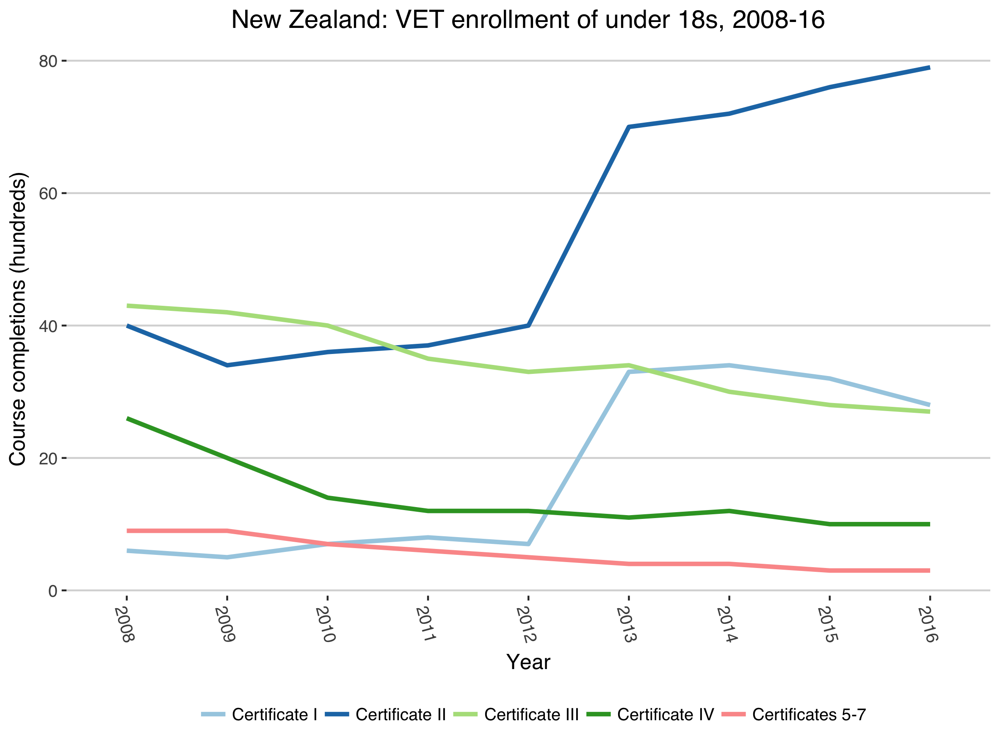 New Zealand: VET enrollment of under 18s, 2008-16
Course completions (hundreds)
80
60
40
20
0
2008 2009 2010 2011 2012 2013 2014 2015 2016
Year
Certificate I Certificate II Certificate III Certificate IV Certificates 5-7